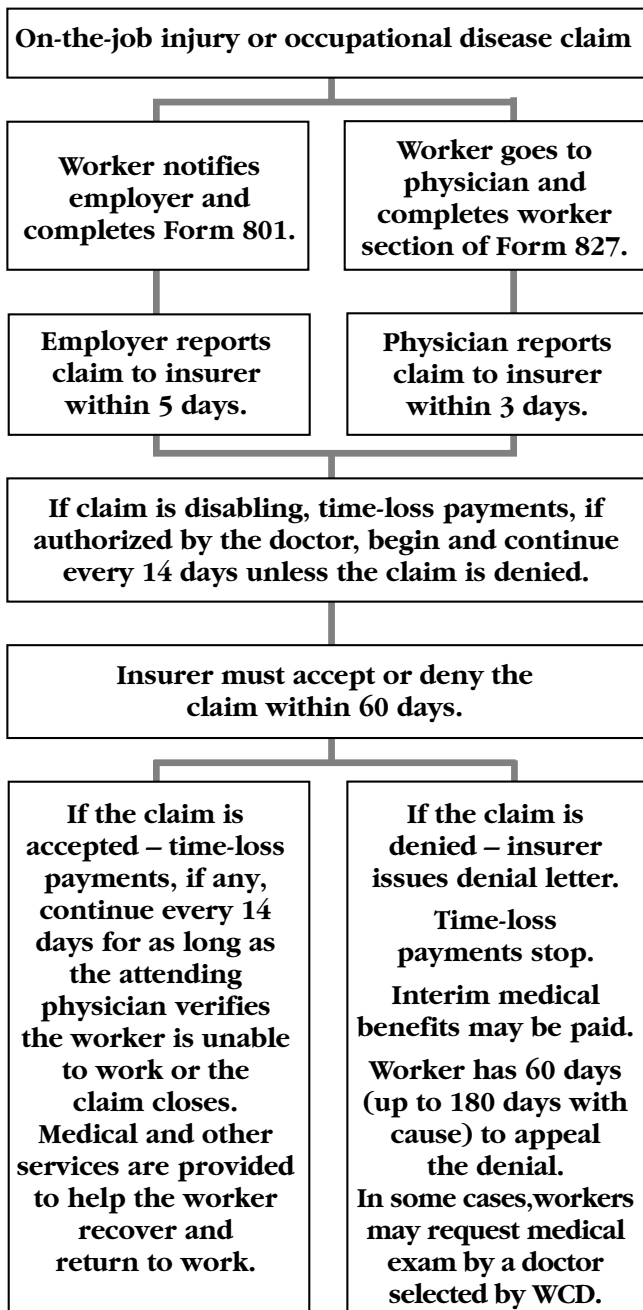 On-the-job injury or occupational disease claim
Worker notifies
employer and
completes Form 801.
Worker goes to
physician and
completes worker
section of Form 827.
Employer reports
claim to insurer
within 5 days.
Physician reports
claim to insurer
within 3 days.
If claim is disabling, time-loss payments, if
authorized by the doctor, begin and continue
every 14 days unless the claim is denied.
Insurer must accept or deny the
claim within 60 days.
If the claim is
accepted – time-loss
payments, if any,
continue every 14
days for as long as
the attending
physician verifies
the worker is unable
to work or the
claim closes.
Medical and other
services are provided
to help the worker
recover and
return to work.
If the claim is
denied – insurer
issues denial letter.
Time-loss
payments stop.
Interim medical
benefits may be paid.
Worker has 60 days
(up to 180 days with
cause) to appeal
the denial.
In some cases,workers
may request medical
exam by a doctor
selected by WCD.